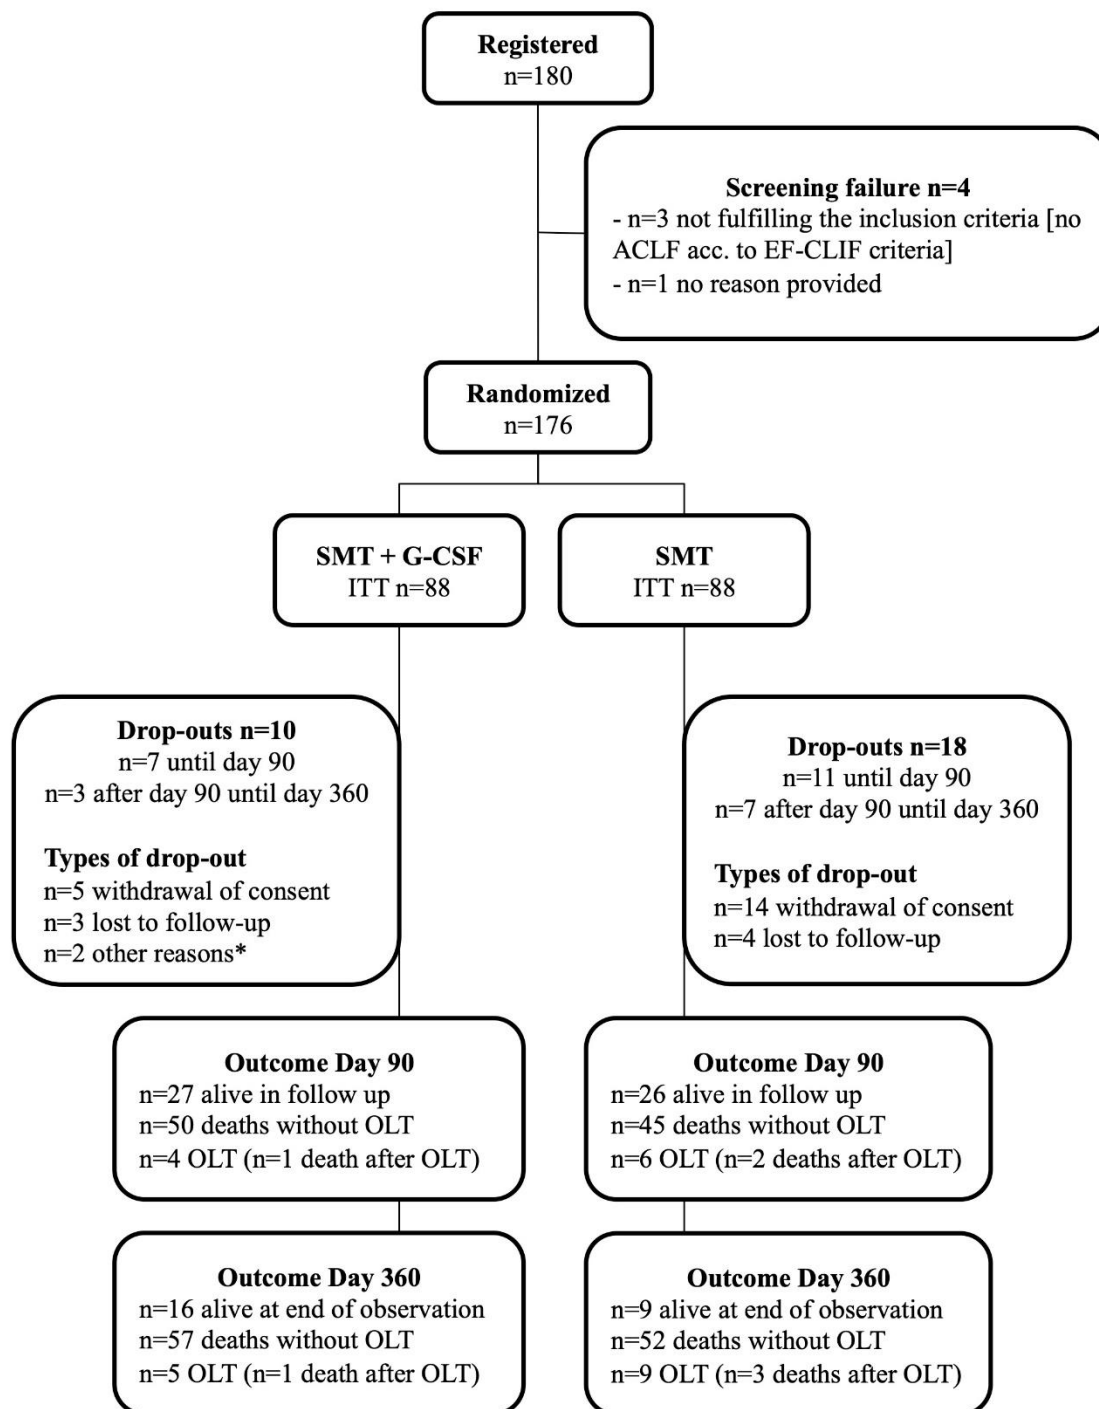 Registered
n=180
Screening failure n=4
- n=3 not fulfilling the inclusion criteria [no
ACLF acc. to EF-CLIF criteria]
- n=1 no reason provided
Randomized
n=176
SMT + G-CSF
ITT n=88
SMT
ITT n=88
Drop-outs n=10
n=7 until day 90
n=3 after day 90 until day 360
Types of drop-out
n=5 withdrawal of consent
n=3 lost to follow-up
n=2 other reasons*
Drop-outs n=18
n=11 until day 90
n=7 after day 90 until day 360
Types of drop-out
n=14 withdrawal of consent
n=4 lost to follow-up
Outcome Day 90
n=27 alive in follow up
n=50 deaths without OLT
n=4 OLT (n=1 death after OLT)
Outcome Day 90
n=26 alive in follow up
n=45 deaths without OLT
n=6 OLT (n=2 deaths after OLT)
Outcome Day 360
n=16 alive at end of observation
n=57 deaths without OLT
n=5 OLT (n=1 death after OLT)
Outcome Day 360
n=9 alive at end of observation
n=52 deaths without OLT
n=9 OLT (n=3 deaths after OLT)